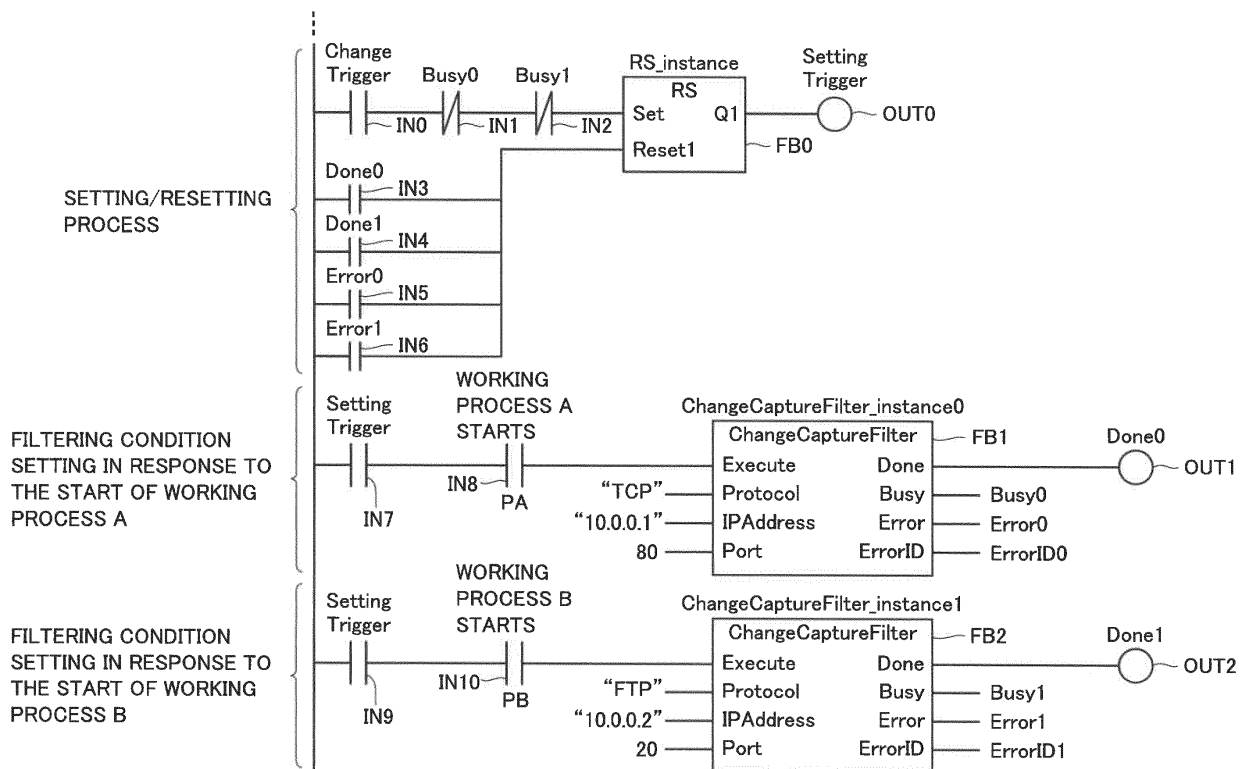 Change
Trigger
Busy0
Busy1
RS_instance
Setting
Trigger
RS
Set
Q1
Reset1
IN0
IN1
IN2
OUT0
FB0
SETTING/RESETTING
PROCESS
Done0
IN3
Done1
IN4
Error0
IN5
Error1
IN6
FILTERING CONDITION
SETTING IN RESPONSE TO
THE START OF WORKING
PROCESS A
Setting
Trigger
IN7
WORKING
PROCESS A
STARTS
IN8
PA
ChangeCaptureFilter_instance0
ChangeCaptureFilter
FB1
Done0
OUT1
Execute Done
“TCP” Protocol Busy Busy0
“10.0.0.1” IPAddress Error Error0
80 Port ErrorID ErrorID0
FILTERING CONDITION
SETTING IN RESPONSE TO
THE START OF WORKING
PROCESS B
Setting
Trigger
IN9
WORKING
PROCESS B
STARTS
IN10
PB
ChangeCaptureFilter_instance1
ChangeCaptureFilter
FB2
Done1
OUT2
Execute Done
“FTP” Protocol Busy Busy1
“10.0.0.2” IPAddress Error Error1
20 Port ErrorID ErrorID1